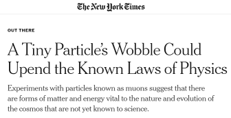 The New York Times
OUT THERE
A Tiny Particle's Wobble Could
Upend the Known Laws of Physics
Experiments with particles known as muons suggest that there
are forms of matter and energy vital to the nature and evolution of
the cosmos that are not yet known to science.